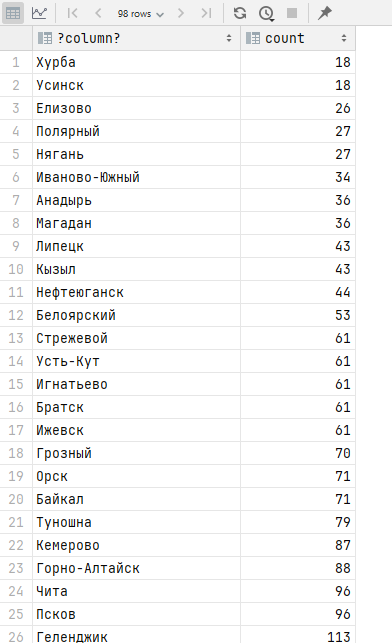 98 rows
?column? count
1 Хурба 18
2 Усинск 18
3 Елизово 26
4 Полярный 27
5 Нягань 27
6 Иваново-Южный 34
7 Анадырь 36
8 Магадан 36
9 Липецк 43
10 Кызыл 43
11 Нефтеюганск 44
12 Белоярский 53
13 Стрежевой 61
14 Усть-Кут 61
15 Игнатьево 61
16 Братск 61
17 Ижевск 61
18 Грозный 70
19 Орск 71
20 Байкал 71
21 Туношна 79
22 Кемерово 87
23 Горно-Алтайск 88
24 Чита 96
25 Псков 96
26 Геленджик 113